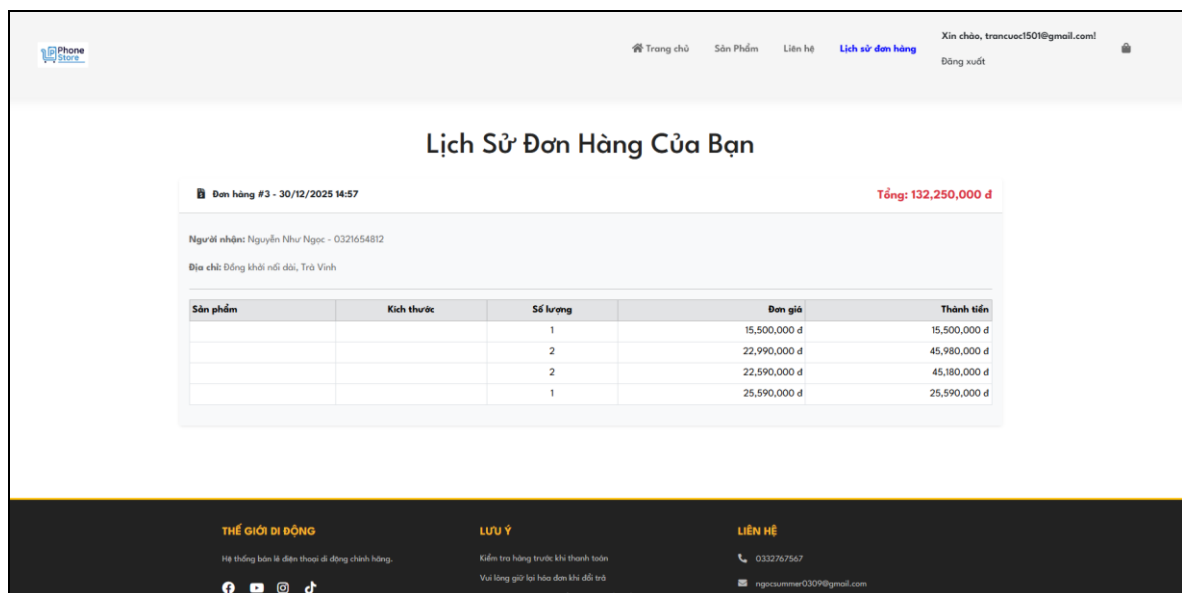 Phone
Store
Trang chủ Sản Phẩm Liên hệ Lịch sử đơn hàng
Xin chào, trancuoc1501@gmail.com!
Đăng xuất
Lịch Sử Đơn Hàng Của Bạn
Đơn hàng #3 - 30/12/2025 14:57 Tổng: 132,250,000 đ
Người nhận: Nguyễn Như Ngọc - 0321654812
Địa chỉ: Đồng khởi nối dài, Trà Vinh
Sản phẩm Kích thước Số lượng Đơn giá Thành tiền
1 15,500,000 đ 15,500,000 đ
2 22,990,000 đ 45,980,000 đ
2 22,590,000 đ 45,180,000 đ
1 25,590,000 đ 25,590,000 đ
THẾ GIỚI DI ĐỘNG LƯU Ý LIÊN HỆ
Hệ thống bán lẻ điện thoại di động chính hãng. Kiểm tra hàng trước khi thanh toán 0332767567
Vui lòng giữ lại hóa đơn khi đổi trả ngocsummer0309@gmail.com